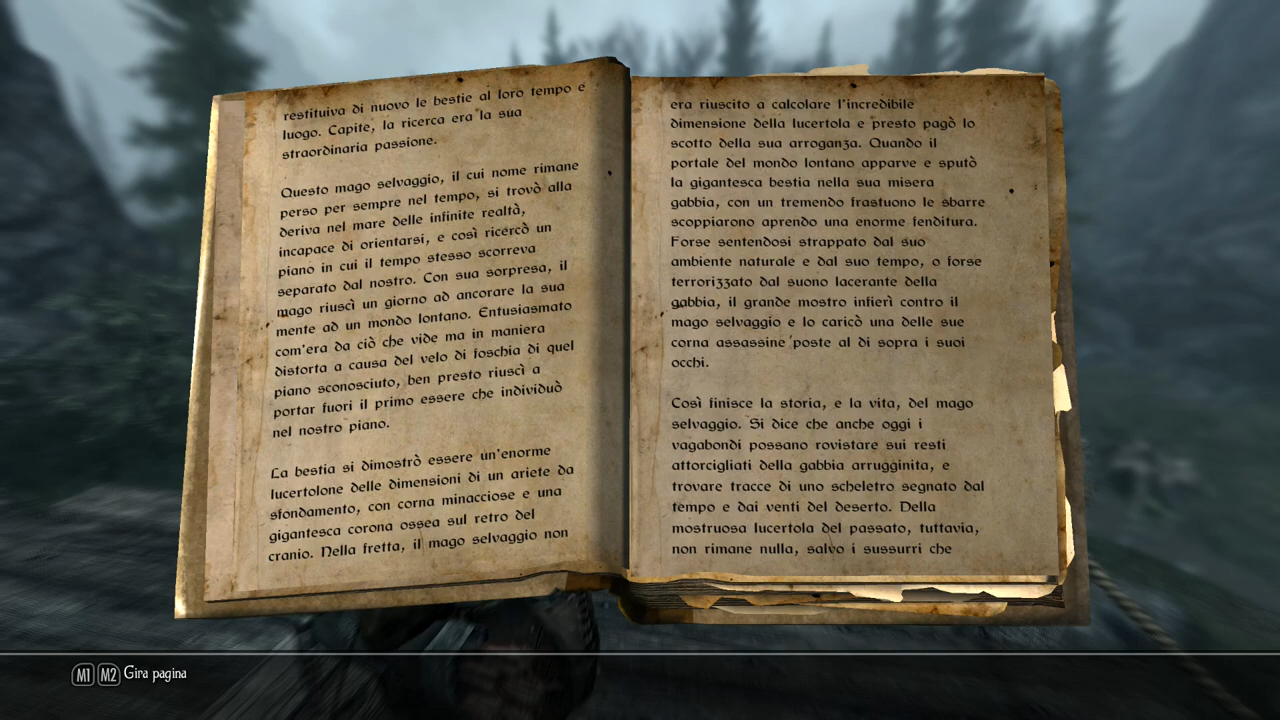 restituiva di nuovo le bestie al loro tempo e
luogo. Capite, la ricerca era la sua
straordinaria passione.
Questo mago selvaggio, il cui nome rimane
perso per sempre nel tempo, si trovò alla
deriva nel mare delle infinite realtà,
incapace di orientarsi, e così ricercò un
piano in cui il tempo stesso scorreva
separato dal nostro. Con sua sorpresa, il
mago riuscì un giorno ad ancorare la sua
mente ad un mondo lontano. Entusiasmato
com'era da ciò che vide ma in maniera
distorta a causa del velo di foschia di quel
piano sconosciuto, ben presto riuscì a
portar fuori il primo essere che individuò
nel nostro piano.
La bestia si dimostrò essere un'enorme
lucertolone delle dimensioni di un ariete da
sfondamento, con corna minacciose e una
gigantesca corona ossea sul retro del
cranio. Nella fretta, il mago selvaggio non
era riuscito a calcolare l'incredibile
dimensione della lucertola e presto pagò lo
scotto della sua arroganza. Quando il
portale del mondo lontano apparve e sputò
la gigantesca bestia nella sua misera
gabbia, con un tremendo frastuono le sbarre
scoppiarono aprendo una enorme fenditura.
Forse sentendosi strappato dal suo
ambiente naturale e dal suo tempo, o forse
terrorizzato dal suono lacerante della
gabbia, il grande mostro infierì contro il
mago selvaggio e lo caricò una delle sue
corna assassine poste al di sopra i suoi
occhi.
Così finisce la storia, e la vita, del mago
selvaggio. Si dice che anche oggi i
vagabondi possano rovistare sui resti
attorcigliati della gabbia arrugginita, e
trovare tracce di uno scheletro segnato dal
tempo e dai venti del deserto. Della
mostruosa lucertola del passato, tuttavia,
non rimane nulla, salvo i sussurri che
M1 M2 Gira pagina